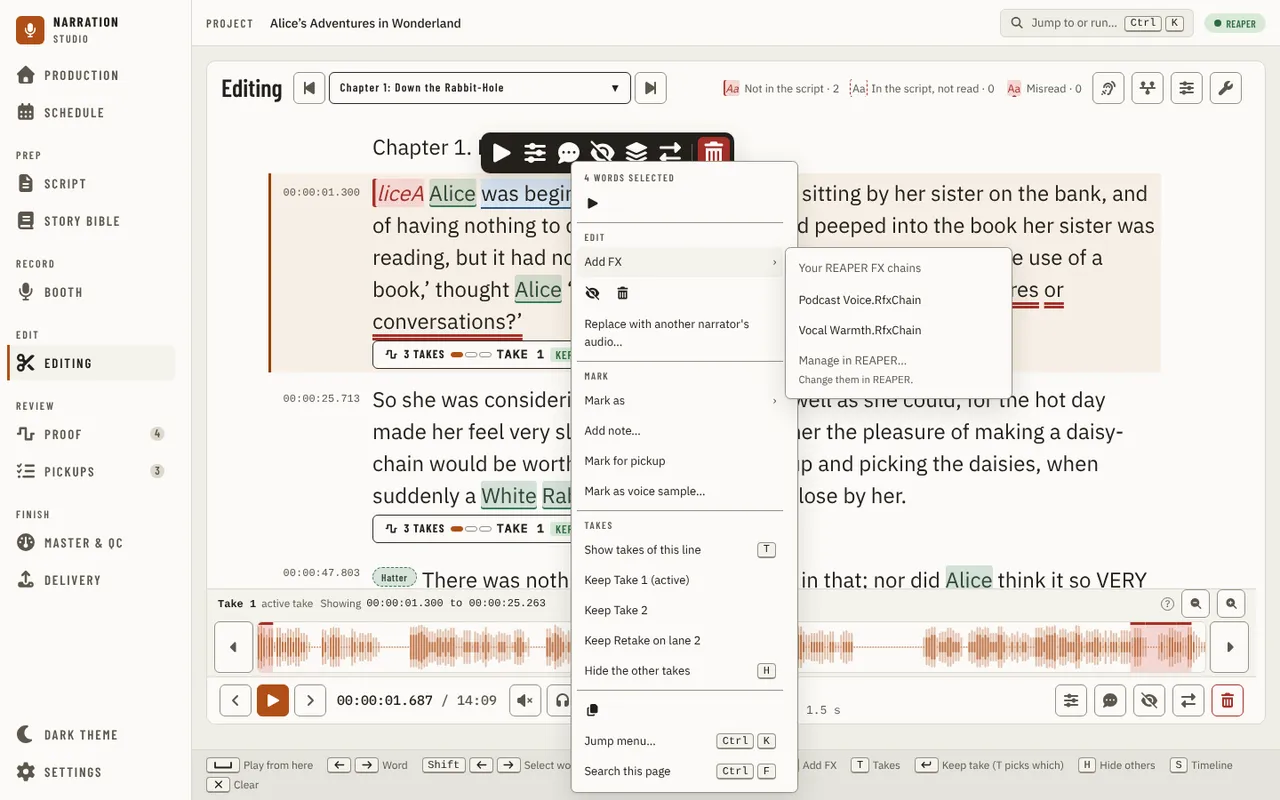 NARRATION
STUDIO
PRODUCTION
SCHEDULE
PREP
SCRIPT
STORY BIBLE
RECORD
BOOTH
EDIT
EDITING
REVIEW
PROOF 4
PICKUPS 3
FINISH
MASTER & QC
DELIVERY
DARK THEME
SETTINGS
PROJECT Alice's Adventures in Wonderland
Jump to or run... Ctrl K
REAPER
Editing
Chapter 1: Down the Rabbit-Hole
Aa Not in the script · 2 Aa In the script, not read · 0 Aa Misread · 0
Chapter 1.
00:00:01.300 liceA Alice was begin sitting by her sister on the bank, and
of having nothing to d peeped into the book her sister was
reading, but it had no e use of a
book,’ thought Alice ‘ res or
conversations?’
3 TAKES TAKE 1
00:00:25.713 So she was consideri well as she could, for the hot day
made her feel very sl her the pleasure of making a daisy-
chain would be worth up and picking the daisies, when
suddenly a White Rab lose by her.
3 TAKES TAKE 1
00:00:47.803 Hatter There was noth in that; nor did Alice think it so VERY
4 WORDS SELECTED
EDIT
Add FX
Replace with another narrator's
audio...
MARK
Mark as
Add note...
Mark for pickup
Mark as voice sample...
TAKES
Show takes of this line T
Keep Take 1 (active)
Keep Take 2
Keep Retake on lane 2
Hide the other takes H
Jump menu... Ctrl K
Search this page Ctrl F
Your REAPER FX chains
Podcast Voice.RfxChain
Vocal Warmth.RfxChain
Manage in REAPER...
Change them in REAPER.
Take 1 active take Showing 00:00:01.300 to 00:00:25.263
00:00:01.687 / 14:09
1.5 s
Play from here Word Shift Select wo Add FX T Takes Keep take (T picks which) H Hide others S Timeline
Clear